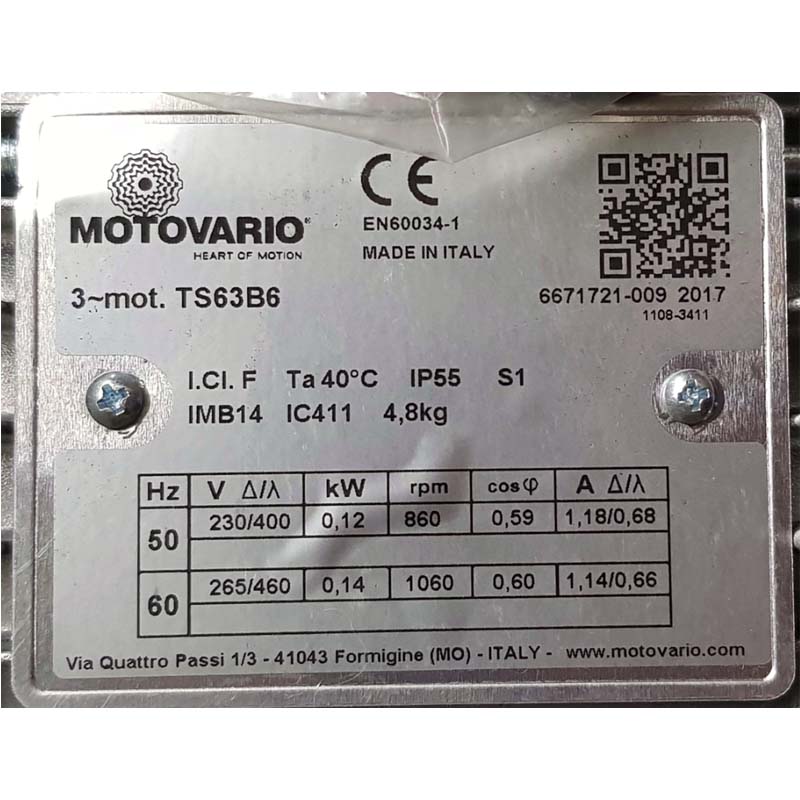 MOTOVARIO®
HEART OF MOTION
CE
EN60034-1
MADE IN ITALY
3~mot. TS63B6
6671721-009 2017
1108-3411
I.Cl. F Ta 40°C IP55 S1
IMB14 IC411 4,8kg
Hz V Δ/⅄ kW rpm cosφ A Δ/⅄
50 230/400 0,12 860 0,59 1,18/0,68
60 265/460 0,14 1060 0,60 1,14/0,66
Via Quattro Passi 1/3 - 41043 Formigine (MO) - ITALY - www.motovario.com